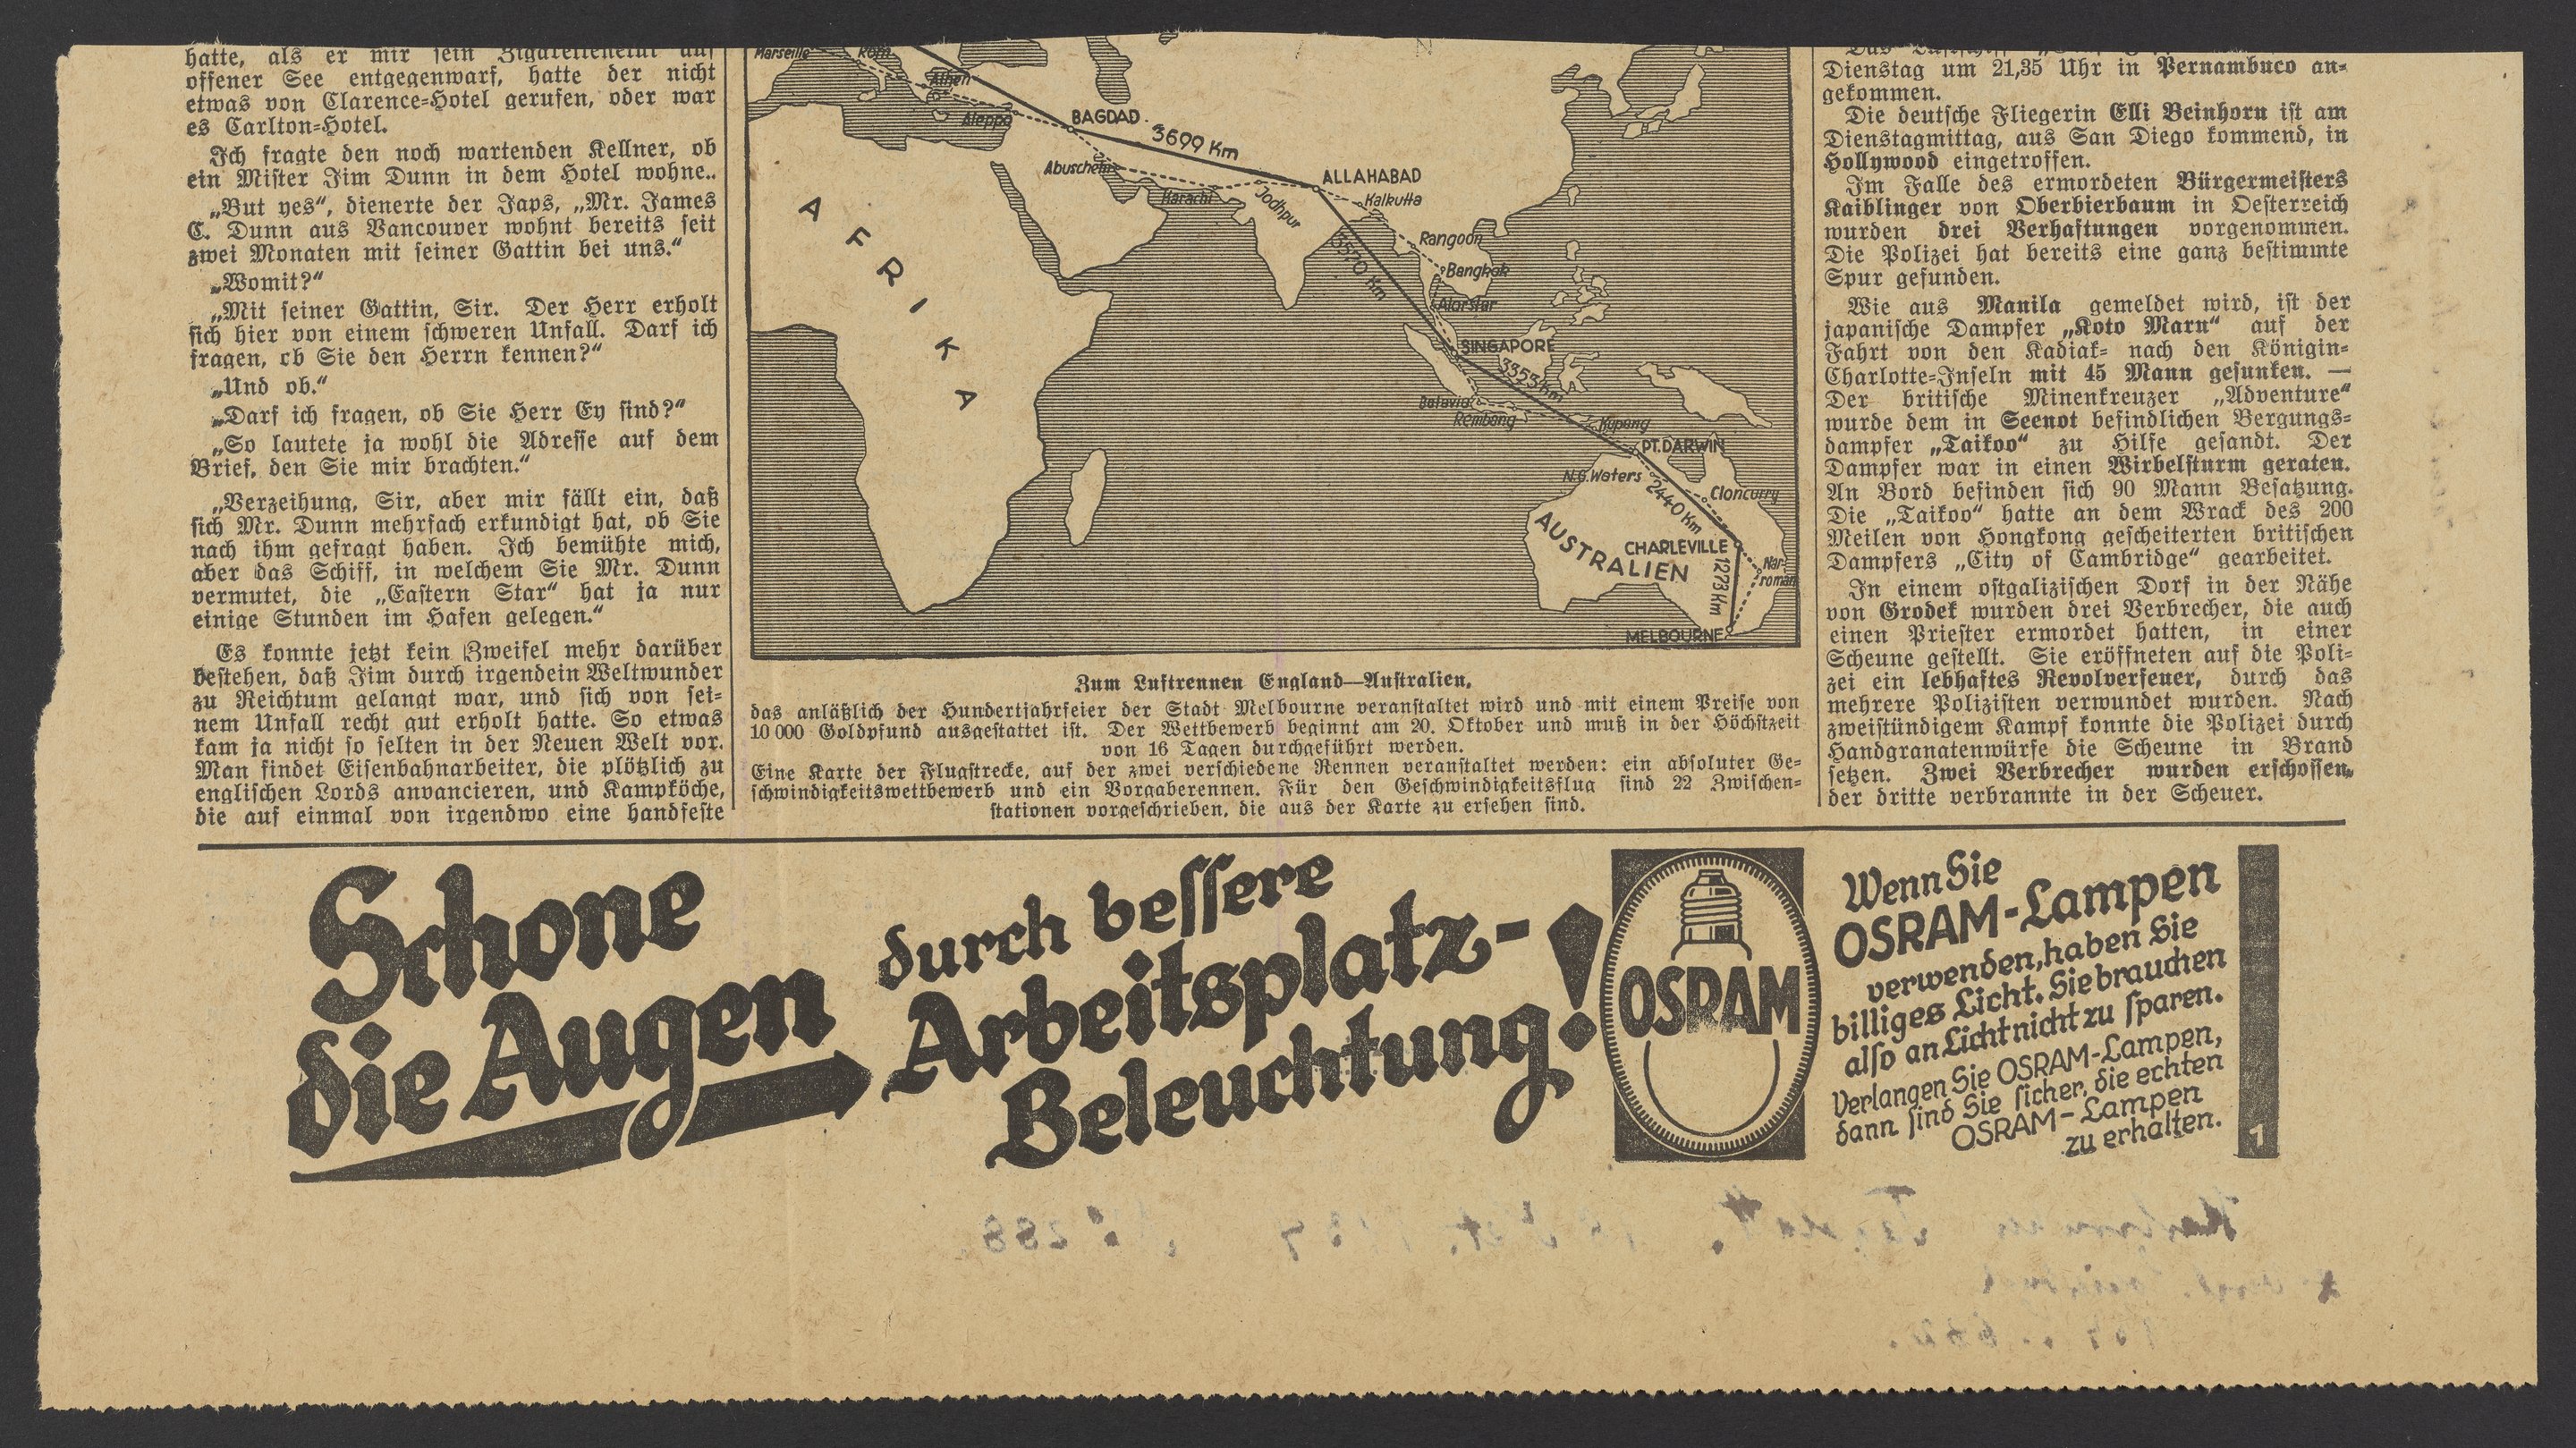 hatte, als er mir sein Zigarettenetui auf
offener See entgegenwarf, hatte der nicht
etwas von Clarence-Hotel gerufen, oder war
es Carlton-Hotel.
Ich fragte den noch wartenden Kellner, ob
ein Mister Jim Dunn in dem Hotel wohne..
„But yes“, dienerte der Japs, „Mr. James
C. Dunn aus Vancouver wohnt bereits seit
zwei Monaten mit seiner Gattin bei uns.“
„Womit?“
„Mit seiner Gattin, Sir. Der Herr erholt
sich hier von einem schweren Unfall. Darf ich
fragen, ob Sie den Herrn kennen?“
„Und ob.“
„Darf ich fragen, ob Sie Herr Ey sind?“
„So lautete ja wohl die Adresse auf dem
Brief, den Sie mir brachten.“
„Verzeihung, Sir, aber mir fällt ein, daß
sich Mr. Dunn mehrfach erkundigt hat, ob Sie
nach ihm gefragt haben. Ich bemühte mich,
aber das Schiff, in welchem Sie Mr. Dunn
vermutet, die „Eastern Star“ hat ja nur
einige Stunden im Hafen gelegen.“
Es konnte jetzt kein Zweifel mehr darüber
bestehen, daß Jim durch irgendein Weltwunder
zu Reichtum gelangt war, und sich von sei-
nem Unfall recht gut erholt hatte. So etwas
kam ja nicht so selten in der Neuen Welt vor.
Man findet Eisenbahnarbeiter, die plötzlich zu
englischen Lords anvancieren, und Kampköche,
die auf einmal von irgendwo eine handfeste
Marseille
Rom
Athen
Aleppo
BAGDAD
3699 Km
Abuschehr
Karachi
Jodhpur
ALLAHABAD
Kalkutta
Rangoon
Bangkok
3570 Km
Alorstar
SINGAPORE
3353 Km
Batavia
Rembang
Kupang
PT. DARWIN
N.G. Waters
2440 Km
Cloncurry
AFRIKA
AUSTRALIEN
CHARLEVILLE
1273 Km
Nar-
roman
MELBOURNE
Zum Luftrennen England—Australien,
das anläßlich der Hundertjahrfeier der Stadt Melbourne veranstaltet wird und mit einem Preise von
10 000 Goldpfund ausgestattet ist. Der Wettbewerb beginnt am 20. Oktober und muß in der Höchstzeit
von 16 Tagen durchgeführt werden.
Eine Karte der Flugstrecke, auf der zwei verschiedene Rennen veranstaltet werden: ein absoluter Ge-
schwindigkeitswettbewerb und ein Vorgaberennen. Für den Geschwindigkeitsflug sind 22 Zwischen-
stationen vorgeschrieben, die aus der Karte zu ersehen sind.
Das Luftschiff
Dienstag um 21,35 Uhr in Pernambuco an-
gekommen.
Die deutsche Fliegerin Elli Beinhorn ist am
Dienstagmittag, aus San Diego kommend, in
Hollywood eingetroffen.
Im Falle des ermordeten Bürgermeisters
Kaiblinger von Oberbierbaum in Oesterreich
wurden drei Verhaftungen vorgenommen.
Die Polizei hat bereits eine ganz bestimmte
Spur gefunden.
Wie aus Manila gemeldet wird, ist der
japanische Dampfer „Koto Maru“ auf der
Fahrt von den Kadiak- nach den Königin-
Charlotte-Inseln mit 45 Mann gesunken. —
Der britische Minenkreuzer „Adventure“
wurde dem in Seenot befindlichen Bergungs-
dampfer „Taikoo“ zu Hilfe gesandt. Der
Dampfer war in einen Wirbelsturm geraten.
An Bord befinden sich 90 Mann Besatzung.
Die „Taikoo“ hatte an dem Wrack des 200
Meilen von Hongkong gescheiterten britischen
Dampfers „City of Cambridge“ gearbeitet.
In einem ostgalizischen Dorf in der Nähe
von Grodek wurden drei Verbrecher, die auch
einen Priester ermordet hatten, in einer
Scheune gestellt. Sie eröffneten auf die Poli-
zei ein lebhaftes Revolverfeuer, durch das
mehrere Polizisten verwundet wurden. Nach
zweistündigem Kampf konnte die Polizei durch
Handgranatenwürfe die Scheune in Brand
setzen. Zwei Verbrecher wurden erschossen,
der dritte verbrannte in der Scheuer.
Schone
die Augen
durch bessere
Arbeitsplatz-
Beleuchtung!
OSRAM
Wenn Sie
OSRAM-Lampen
verwenden, haben Sie
billiges Licht. Sie brauchen
also an Licht nicht zu sparen.
Verlangen Sie OSRAM-Lampen,
dann sind Sie sicher, die echten
OSRAM-Lampen
zu erhalten.
1